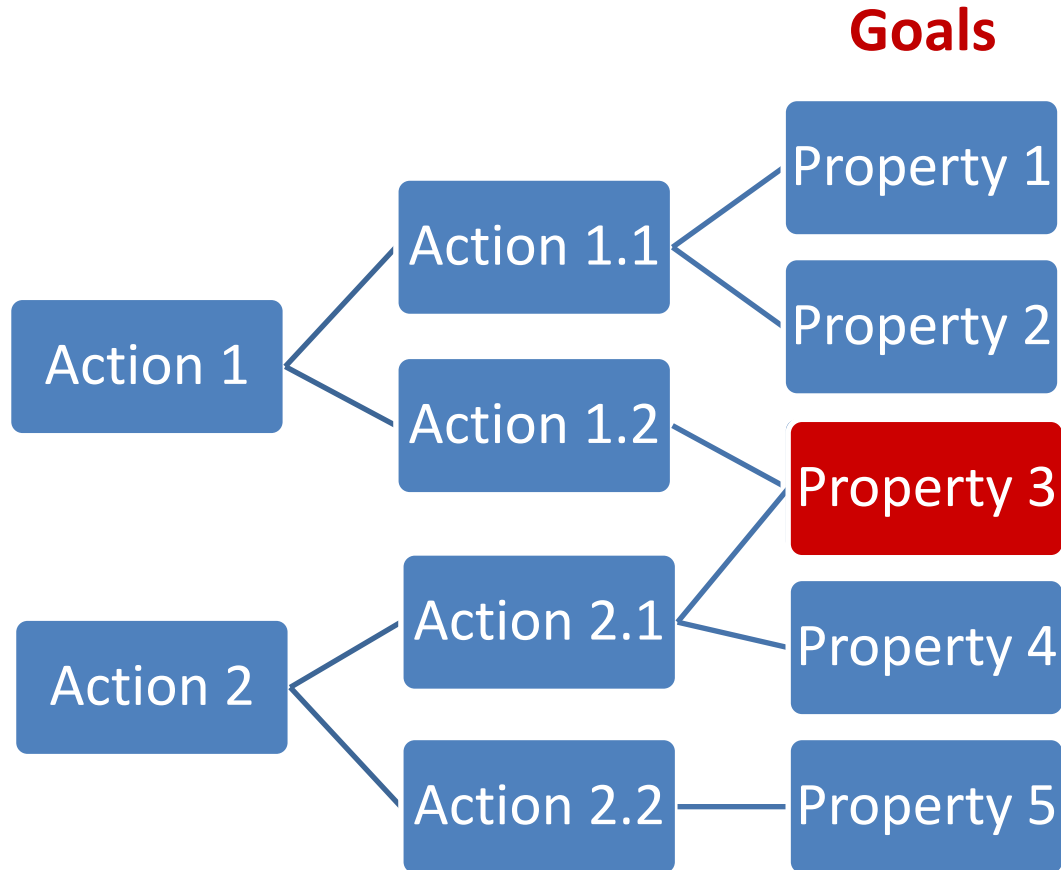 Goals
Property 1
Action 1.1
Property 2
Action 1
Action 1.2
Property 3
Action 2.1
Property 4
Action 2
Action 2.2
Property 5